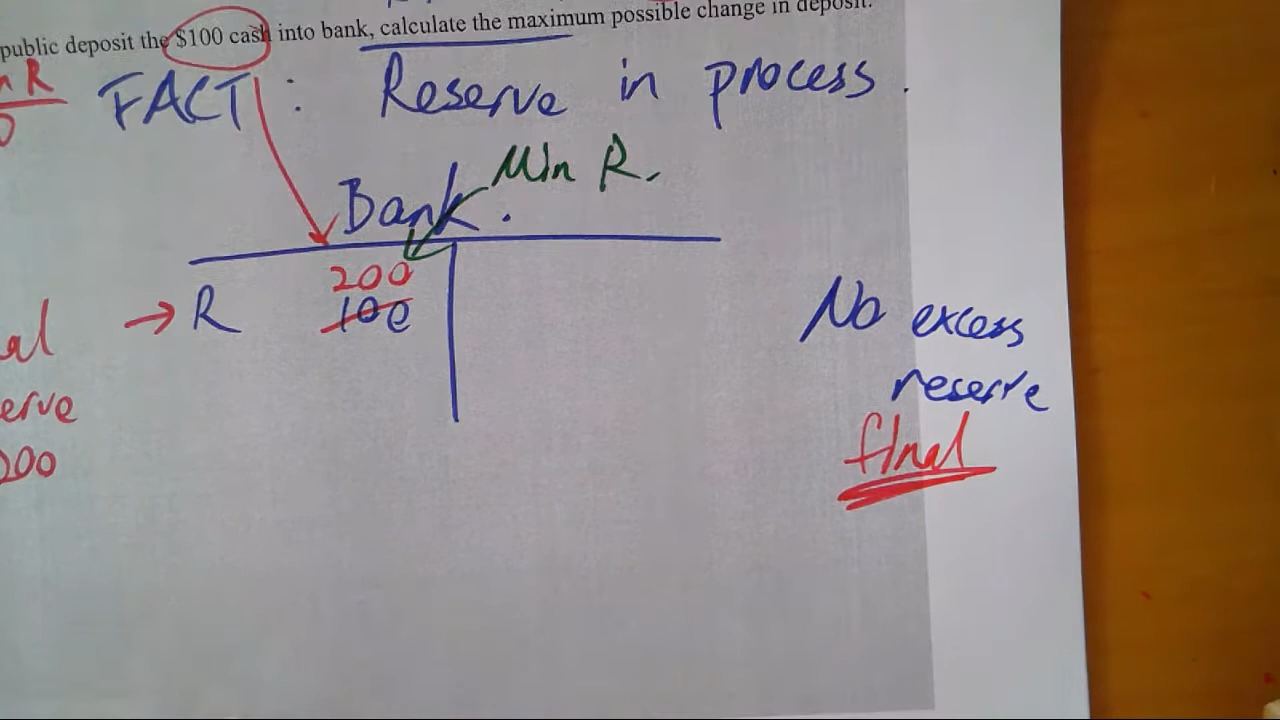 public deposit the $100 cash into bank, calculate the maximum possible change in deposit.
n R
FACT : Reserve in process.
Min R.
Bank.
200
→ R 100
No excess
reserve
final
al
erve
200